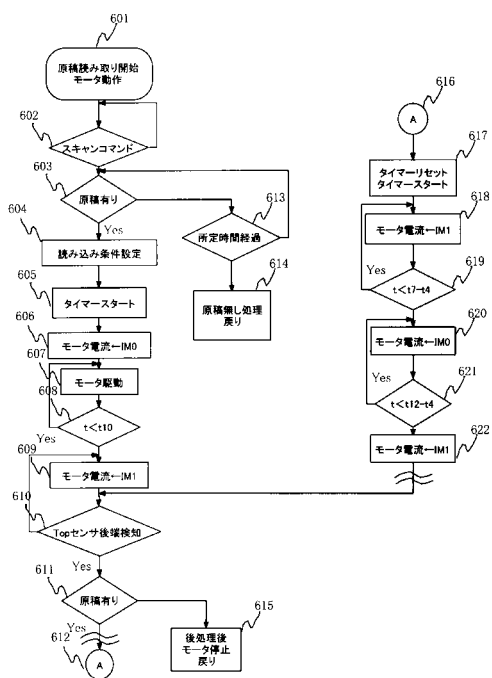 601
原稿読み取り開始
モータ動作
602
スキャンコマンド
603
原稿有り
Yes
613
所定時間経過
614
原稿無し処理
戻り
604
読み込み条件設定
605
タイマースタート
606
モータ電流←IM0
607
モータ駆動
608
t<t10
Yes
609
モータ電流←IM1
610
Topセンサ後端検知
Yes
611
原稿有り
Yes
612
A
615
後処理後
モータ停止
戻り
616
A
617
タイマーリセット
タイマースタート
618
モータ電流←IM1
Yes
619
t<t7-t4
620
モータ電流←IM0
Yes
621
t<t12-t4
622
モータ電流←IM1